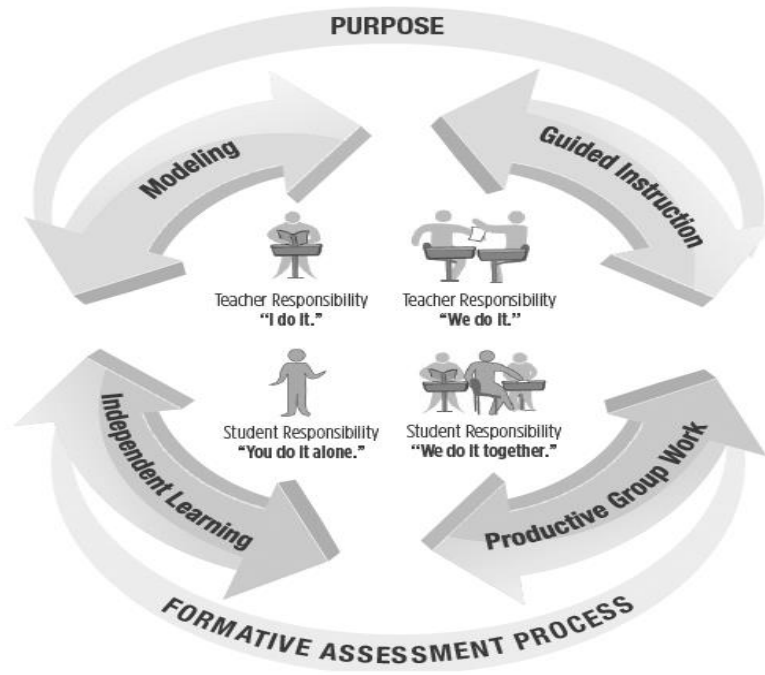 PURPOSE
Modeling
Guided Instruction
Teacher Responsibility
“I do it.”
Teacher Responsibility
“We do it.”
Student Responsibility
“You do it alone.”
Student Responsibility
“We do it together.”
Independent Learning
Productive Group Work
FORMATIVE ASSESSMENT PROCESS